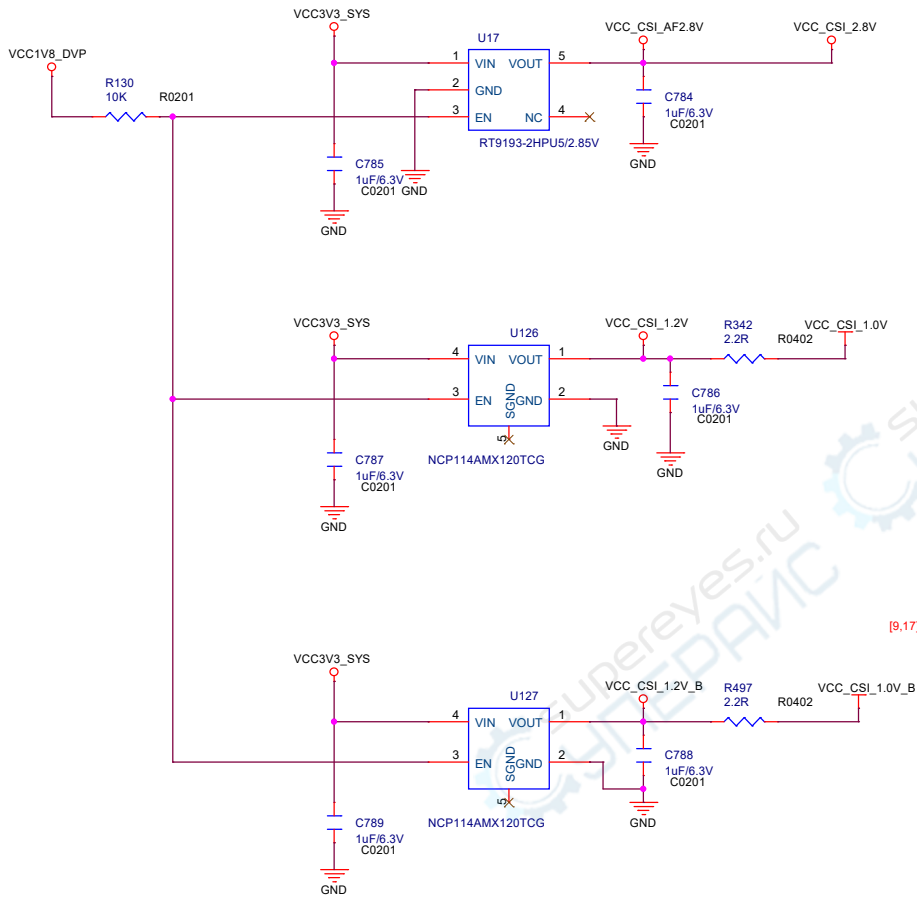 VCC1V8_DVP
R130
10K
R0201
VCC3V3_SYS
U17
1
VIN
VOUT
5
2
GND
3
EN
NC
4
RT9193-2HPU5/2.85V
VCC_CSI_AF2.8V
VCC_CSI_2.8V
C784
1uF/6.3V
C0201
GND
C785
1uF/6.3V
C0201
GND
GND
VCC3V3_SYS
U126
4
VIN
VOUT
1
3
EN
SGND
GND
2
5
NCP114AMX120TCG
VCC_CSI_1.2V
R342
2.2R
R0402
VCC_CSI_1.0V
C786
1uF/6.3V
C0201
GND
GND
C787
1uF/6.3V
C0201
GND
supereyes.ru
СУПЕРАЙС
su
[9,17]
VCC3V3_SYS
U127
4
VIN
VOUT
1
3
EN
SGND
GND
2
5
NCP114AMX120TCG
VCC_CSI_1.2V_B
R497
2.2R
R0402
VCC_CSI_1.0V_B
C788
1uF/6.3V
C0201
GND
C789
1uF/6.3V
C0201
GND